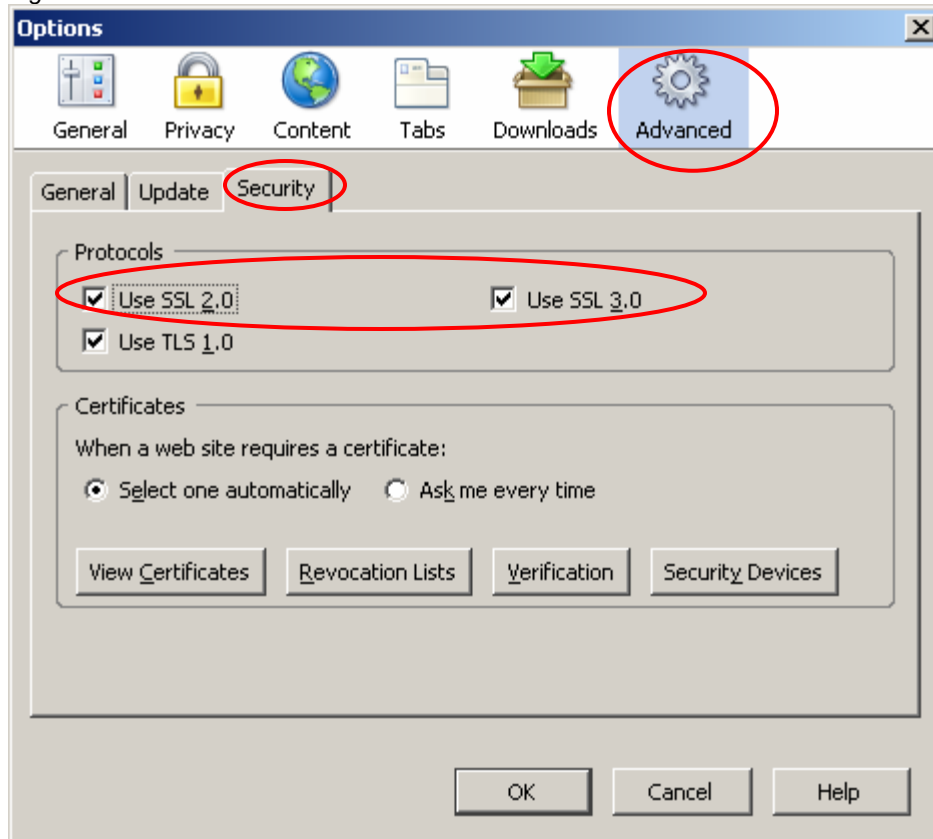 Options
General Privacy Content Tabs Downloads Advanced
General Update Security
Protocols
Use SSL 2.0 Use SSL 3.0
Use TLS 1.0
Certificates
When a web site requires a certificate:
Select one automatically Ask me every time
View Certificates Revocation Lists Verification Security Devices
OK Cancel Help